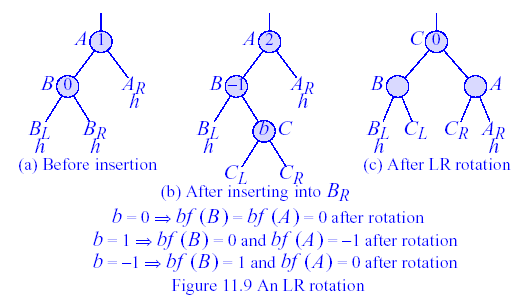 A 1
B 0
A_R
h
B_L
h
B_R
h
(a) Before insertion
A 2
B -1
A_R
h
B_L
h
b C
C_L
C_R
(b) After inserting into B_R
C 0
B
A
B_L
h
C_L
C_R
A_R
h
(c) After LR rotation
b = 0 ⇒ bf (B) = bf (A) = 0 after rotation
b = 1 ⇒ bf (B) = 0 and bf (A) = −1 after rotation
b = −1 ⇒ bf (B) = 1 and bf (A) = 0 after rotation
Figure 11.9 An LR rotation